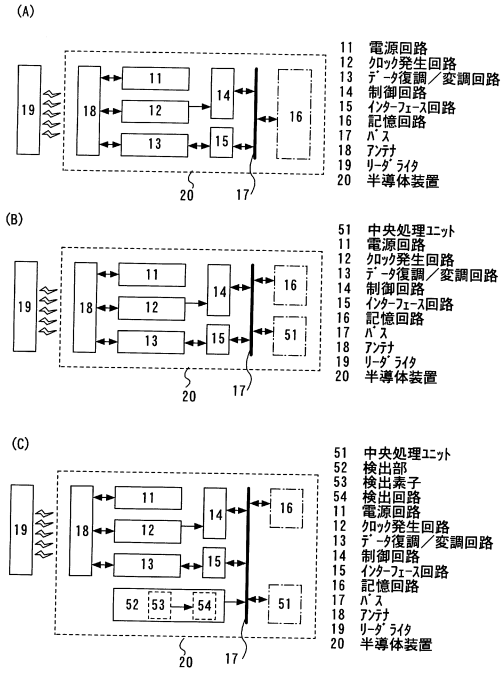 (A)
19
18
11
12
13
14
15
16
20
17
11 電源回路
12 クロック発生回路
13 データ復調／変調回路
14 制御回路
15 インターフェース回路
16 記憶回路
17 バス
18 アンテナ
19 リーダライタ
20 半導体装置
(B)
19
18
11
12
13
14
15
16
51
20
17
51 中央処理ユニット
11 電源回路
12 クロック発生回路
13 データ復調／変調回路
14 制御回路
15 インターフェース回路
16 記憶回路
17 バス
18 アンテナ
19 リーダライタ
20 半導体装置
(C)
19
18
11
12
13
14
15
16
52 53 54
51
20
17
51 中央処理ユニット
52 検出部
53 検出素子
54 検出回路
11 電源回路
12 クロック発生回路
13 データ復調／変調回路
14 制御回路
15 インターフェース回路
16 記憶回路
17 バス
18 アンテナ
19 リーダライタ
20 半導体装置